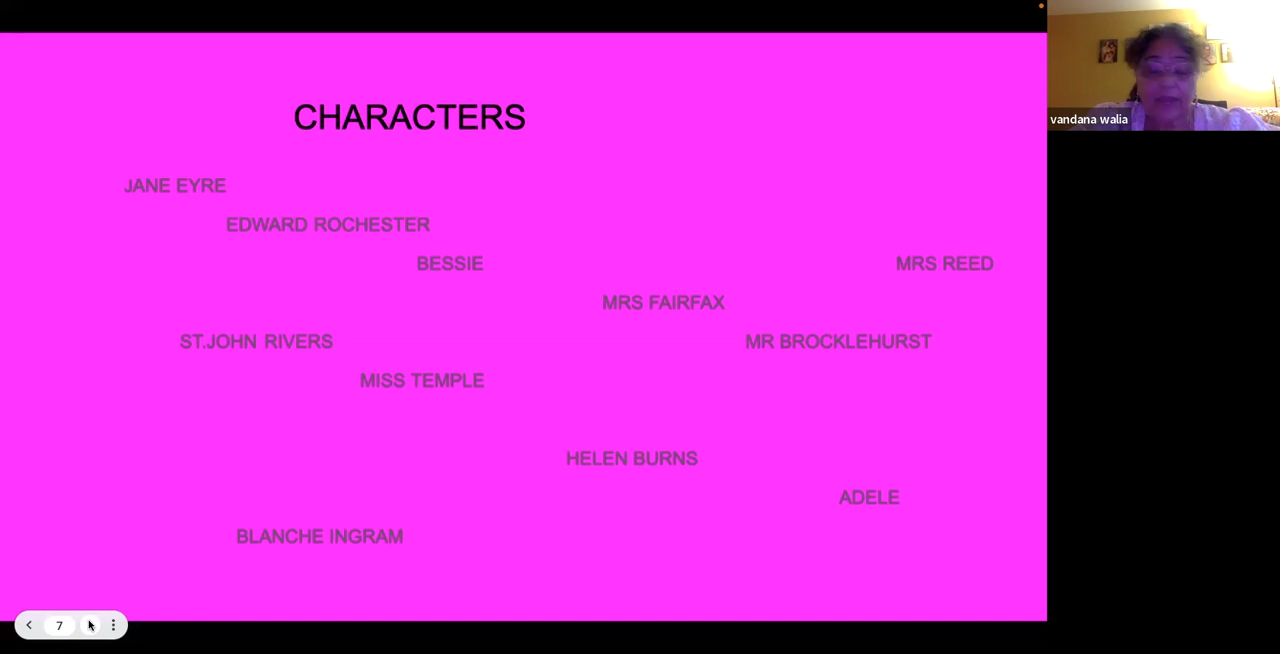 CHARACTERS
vandana walia
JANE EYRE
EDWARD ROCHESTER
BESSIE MRS REED
MRS FAIRFAX
ST.JOHN RIVERS MR BROCKLEHURST
MISS TEMPLE
HELEN BURNS
ADELE
BLANCHE INGRAM
7